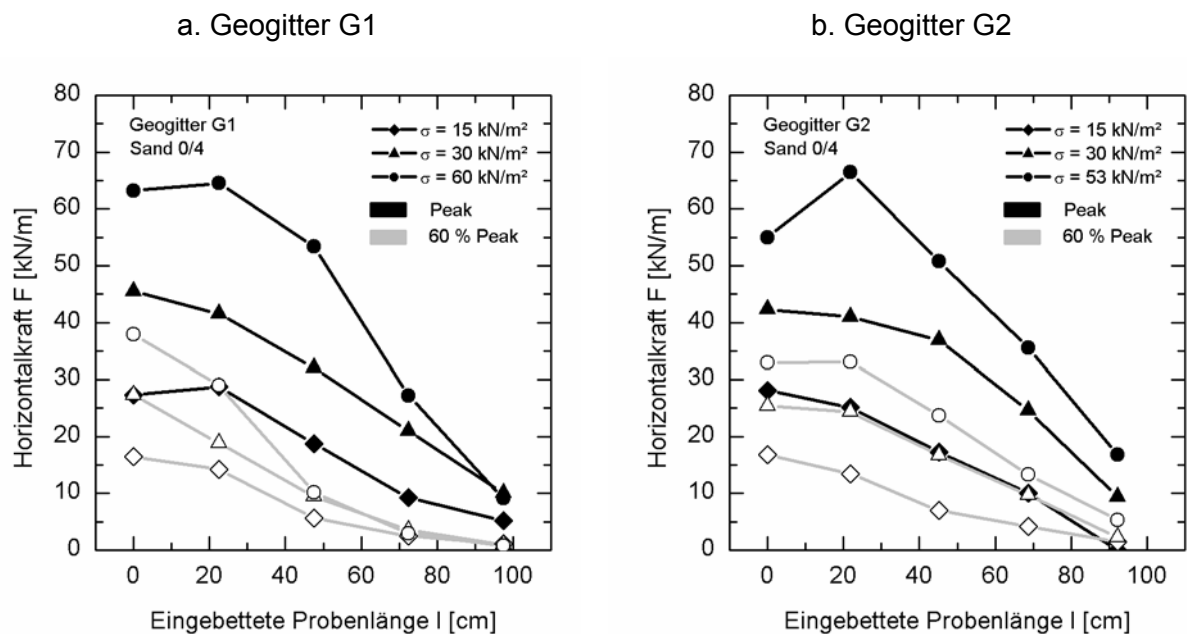 a. Geogitter G1
80
70
60
50
40
30
20
10
0
Horizontalkraft F [kN/m]
Geogitter G1
Sand 0/4
σ = 15 kN/m²
σ = 30 kN/m²
σ = 60 kN/m²
Peak
60 % Peak
0 20 40 60 80 100
Eingebettete Probenlänge l [cm]
b. Geogitter G2
80
70
60
50
40
30
20
10
0
Horizontalkraft F [kN/m]
Geogitter G2
Sand 0/4
σ = 15 kN/m²
σ = 30 kN/m²
σ = 53 kN/m²
Peak
60 % Peak
0 20 40 60 80 100
Eingebettete Probenlänge l [cm]